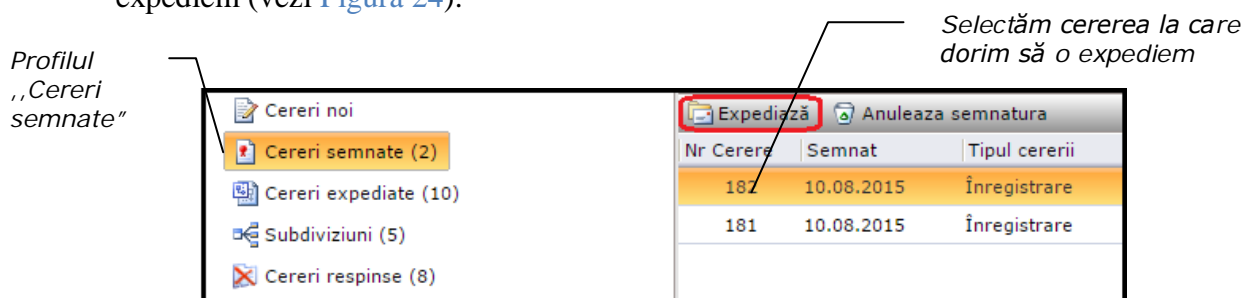 expediem (vezi Figura 24).
Selectăm cererea la care
dorim să o expediem
Profilul
,,Cereri
semnate"
Cereri noi
Cereri semnate (2)
Cereri expediate (10)
Subdiviziuni (5)
Cereri respinse (8)
Expediază Anuleaza semnatura
Nr Cerere Semnat Tipul cererii
182 10.08.2015 Înregistrare
181 10.08.2015 Înregistrare